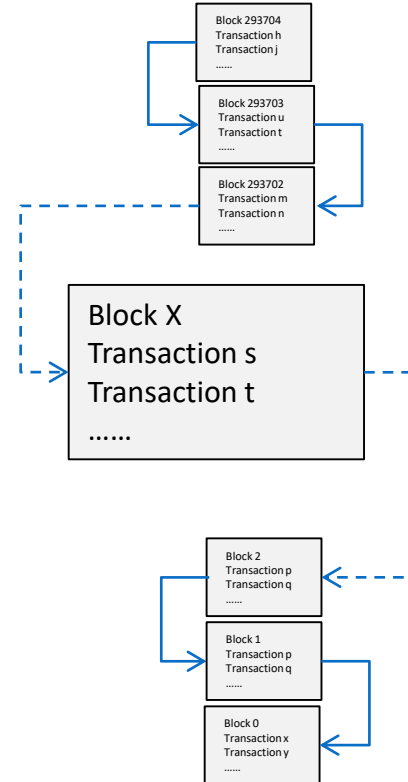 Block 293704
Transaction h
Transaction j
......
Block 293703
Transaction u
Transaction t
......
Block 293702
Transaction m
Transaction n
......
Block X
Transaction s
Transaction t
......
Block 2
Transaction p
Transaction q
......
Block 1
Transaction p
Transaction q
......
Block 0
Transaction x
Transaction y
......